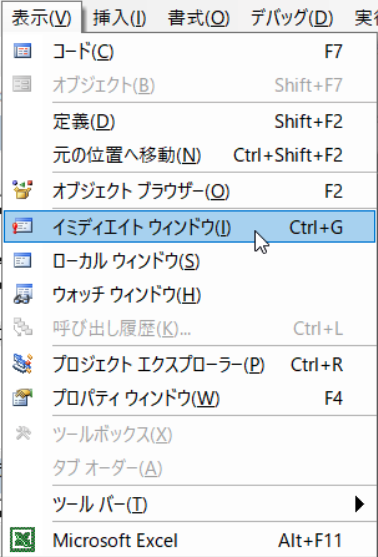 表示(V) 挿入(I) 書式(O) デバッグ(D) 実行
コード(C) F7
オブジェクト(B) Shift+F7
定義(D) Shift+F2
元の位置へ移動(N) Ctrl+Shift+F2
オブジェクト ブラウザー(O) F2
イミディエイト ウィンドウ(I) Ctrl+G
ローカル ウィンドウ(S)
ウォッチ ウィンドウ(H)
呼び出し履歴(K)... Ctrl+L
プロジェクト エクスプローラー(P) Ctrl+R
プロパティ ウィンドウ(W) F4
ツールボックス(X)
タブ オーダー(A)
ツール バー(T)
Microsoft Excel Alt+F11